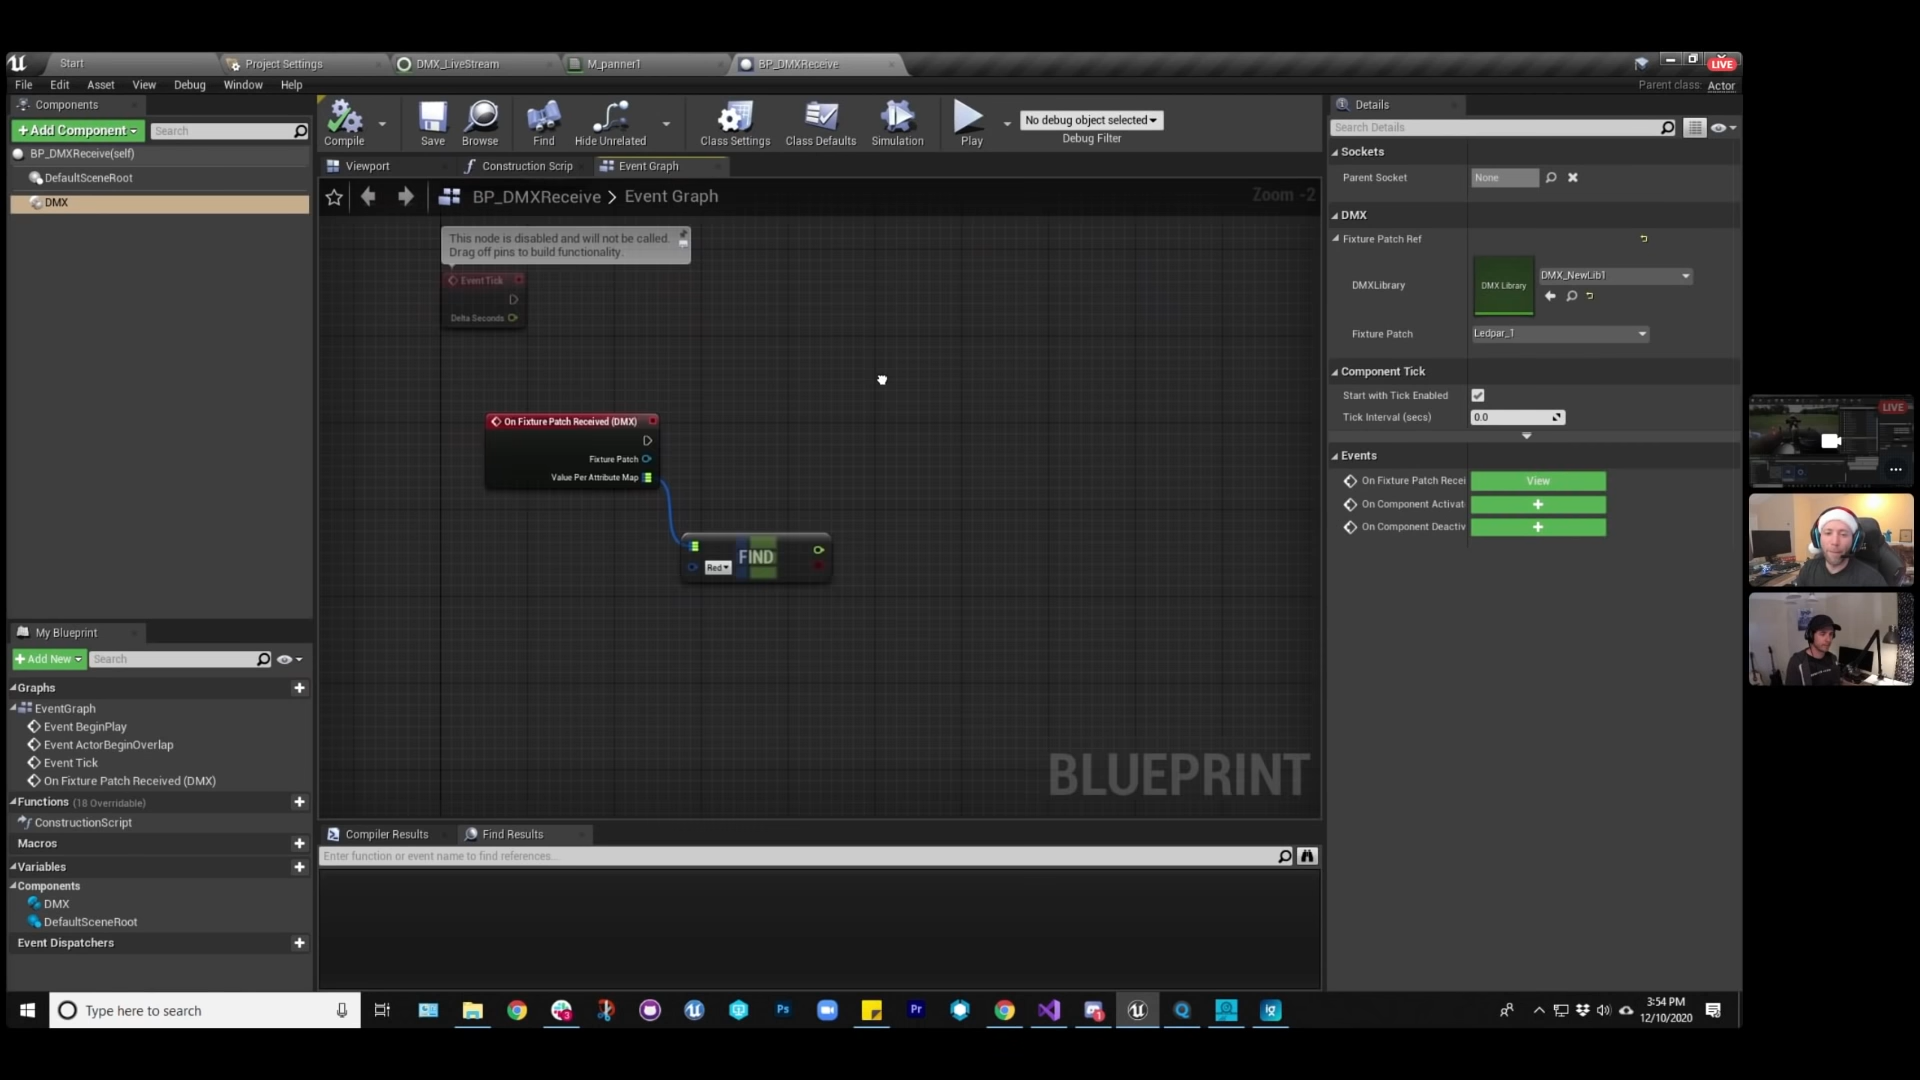 Start
Project Settings
DMX_LiveStream
M_panner1
BP_DMXReceive
LIVE
File Edit Asset View Debug Window Help
Parent class: Actor
Components
+Add Component
Search
BP_DMXReceive(self)
DefaultSceneRoot
DMX
Compile
Save
Browse
Find
Hide Unrelated
Class Settings
Class Defaults
Simulation
Play
No debug object selected
Debug Filter
Viewport
Construction Scrip
Event Graph
BP_DMXReceive > Event Graph
Zoom -2
This node is disabled and will not be called.
Drag off pins to build functionality.
Event Tick
Delta Seconds
On Fixture Patch Received (DMX)
Fixture Patch
Value Per Attribute Map
Red
FIND
BLUEPRINT
Details
Search Details
Sockets
Parent Socket
None
DMX
Fixture Patch Ref
DMXLibrary
DMX Library
DMX_NewLib1
Fixture Patch
Ledpar_1
Component Tick
Start with Tick Enabled
Tick Interval (secs)
0.0
Events
On Fixture Patch Recei
View
On Component Activat
On Component Deactiv
LIVE
My Blueprint
+Add New
Search
Graphs
EventGraph
Event BeginPlay
Event ActorBeginOverlap
Event Tick
On Fixture Patch Received (DMX)
Functions (18 Overridable)
ConstructionScript
Macros
Variables
Components
DMX
DefaultSceneRoot
Event Dispatchers
Compiler Results
Find Results
Enter function or event name to find references...
Type here to search
Ps
Pr
3:54 PM
12/10/2020